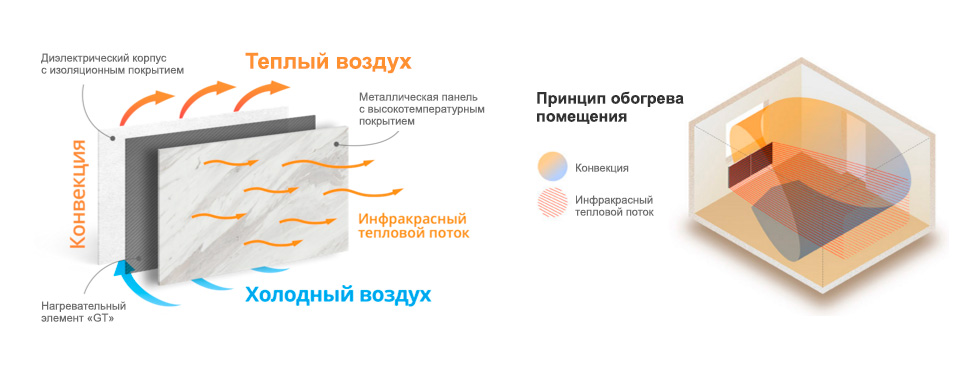 Диэлектрический корпус
с изоляционным покрытием
Теплый воздух
Металлическая панель
с высокотемпературным
покрытием
Конвекция
Инфракрасный
тепловой поток
Холодный воздух
Нагревательный
элемент «GT»
Принцип обогрева
помещения
Конвекция
Инфракрасный
тепловой поток